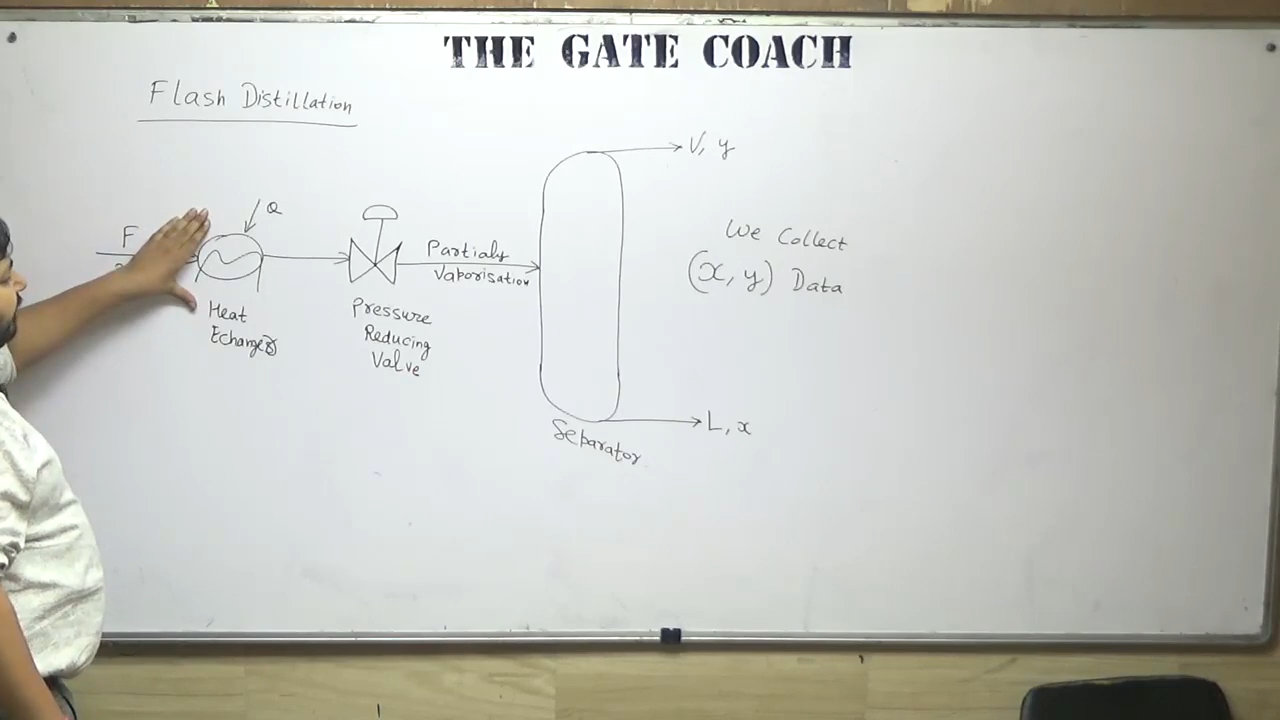 THE GATE COACH
Flash Distillation
V, y
F
Q
We Collect
(x, y) Data
Partialy
Vaporisation
Heat
Echanger
Pressure
Reducing
Valve
L, x
Separator